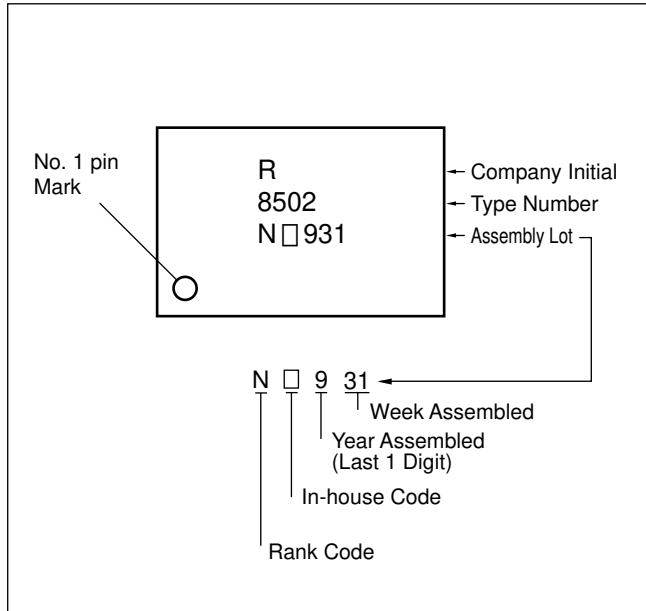 No. 1 pin
Mark
R
8502
N□931
Company Initial
Type Number
Assembly Lot
N □ 9 31
Week Assembled
Year Assembled
(Last 1 Digit)
In-house Code
Rank Code